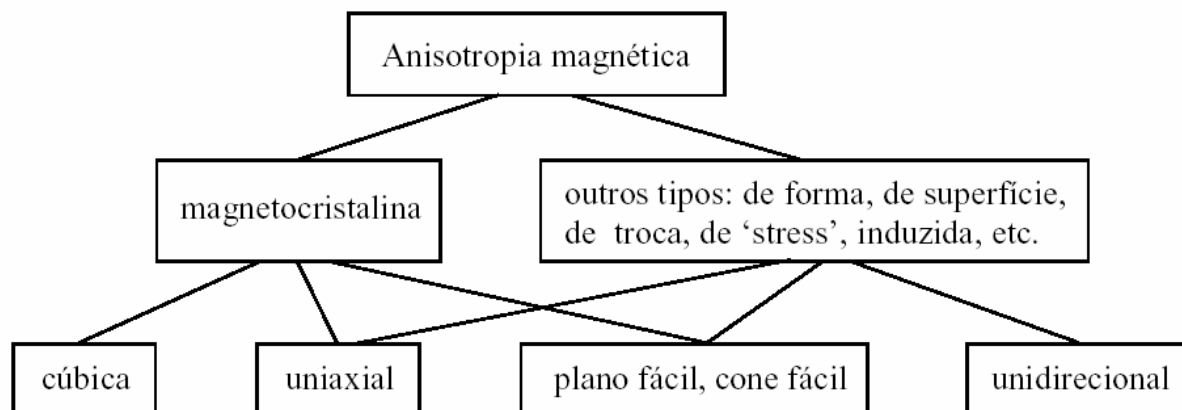 Anisotropia magnética
magnetocristalina
outros tipos: de forma, de superfície,
de troca, de ‘stress’, induzida, etc.
cúbica
uniaxial
plano fácil, cone fácil
unidirecional